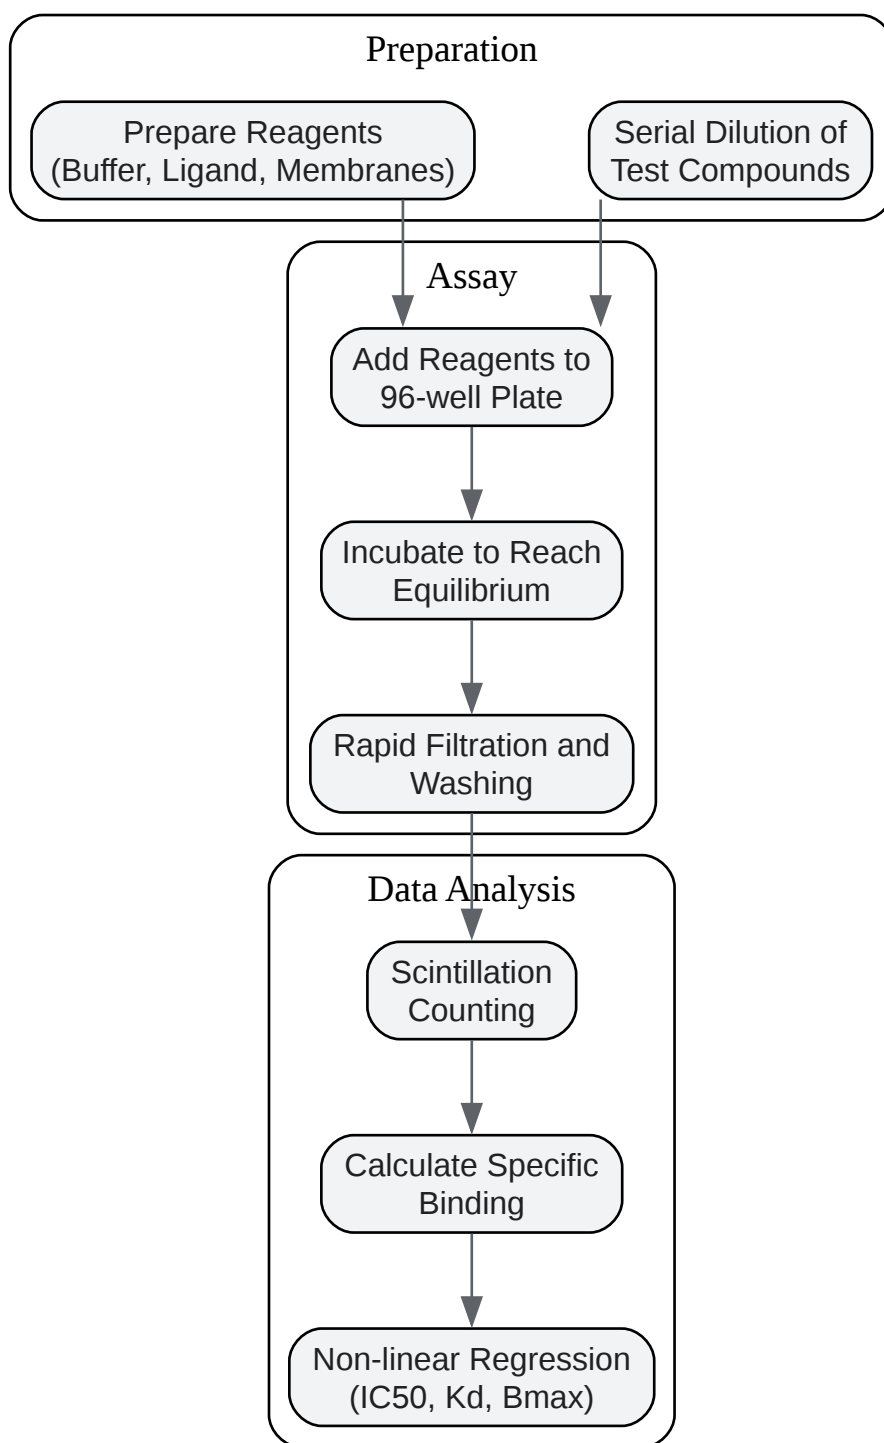 Preparation
Prepare Reagents
(Buffer, Ligand, Membranes)
Serial Dilution of
Test Compounds
Assay
Add Reagents to
96-well Plate
Incubate to Reach
Equilibrium
Rapid Filtration and
Washing
Data Analysis
Scintillation
Counting
Calculate Specific
Binding
Non-linear Regression
(IC50, Kd, Bmax)